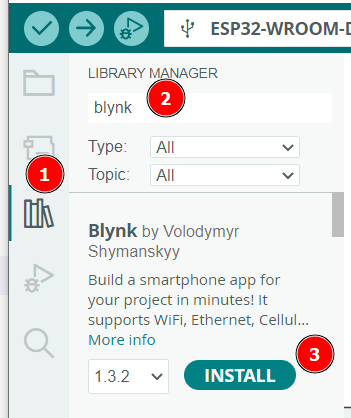 ESP32-WROOM-D
LIBRARY MANAGER
blynk
2
Type: All
1
Topic: All
Blynk by Volodymyr
Shymanskyy
Build a smartphone app for
your project in minutes! It
supports WiFi, Ethernet, Cellul...
More info
3
1.3.2
INSTALL